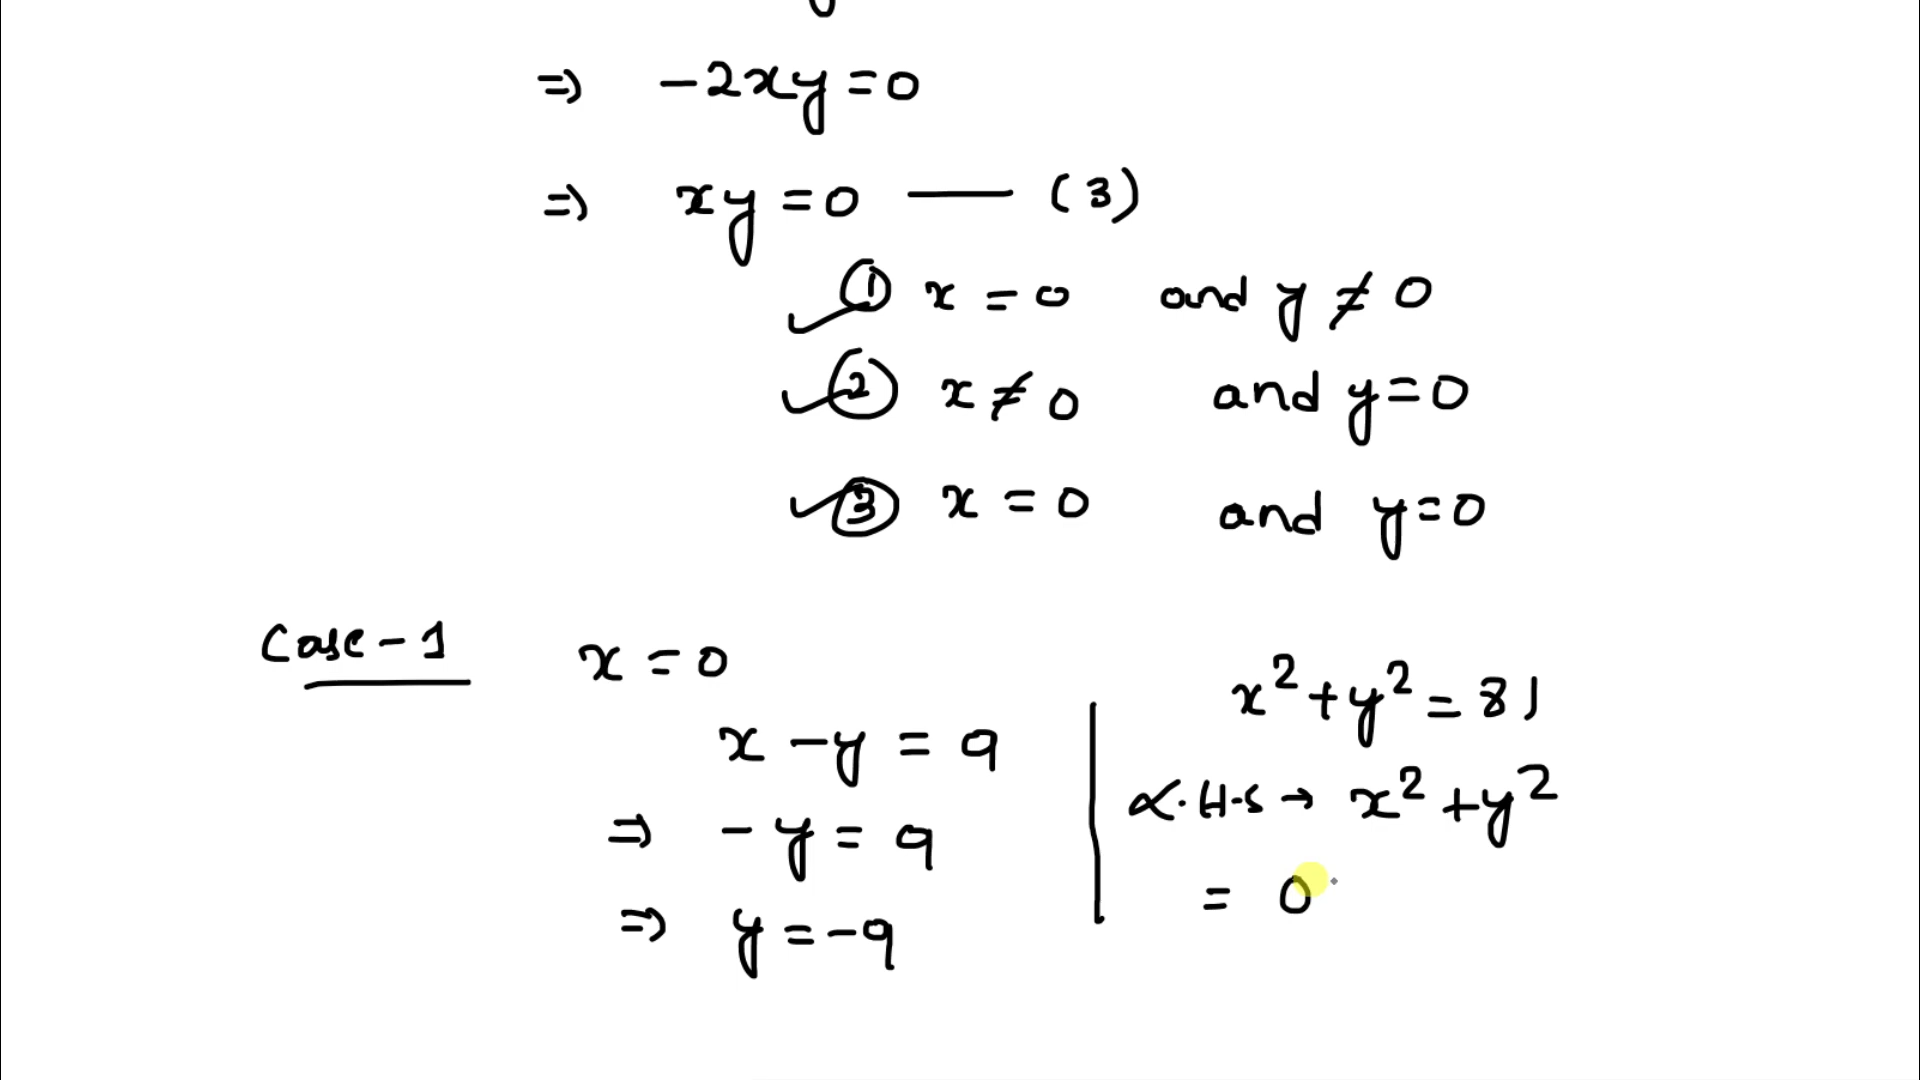 ⇒ -2xy=0
⇒ xy=0 —— (3)
① x=0 and y≠0
② x≠0 and y=0
③ x=0 and y=0
Case-1 x=0
x-y=9
⇒ -y=9
⇒ y=-9
x²+y²=81
L.H.S → x²+y²
= 0